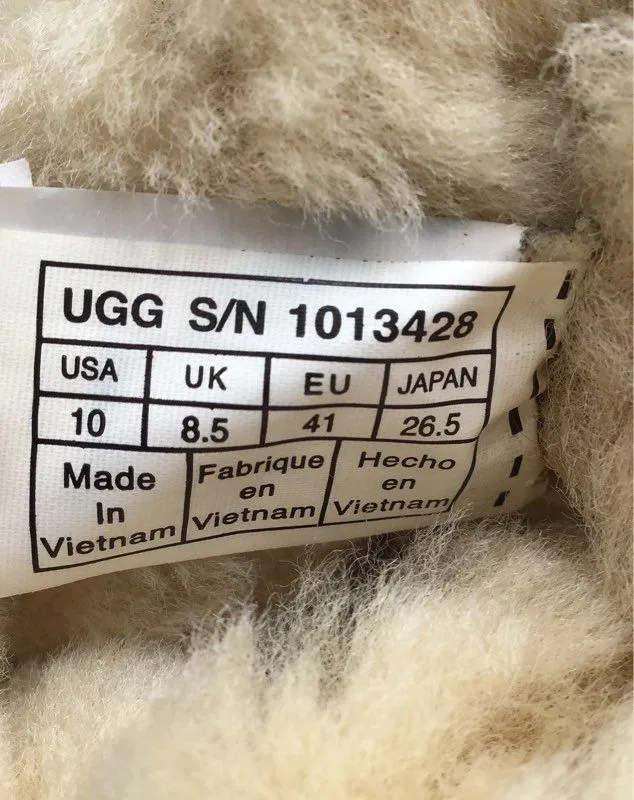 UGG S/N 1013428
USA UK EU JAPAN
10 8.5 41 26.5
Made
In
Vietnam
Fabrique
en
Vietnam
Hecho
en
Vietnam